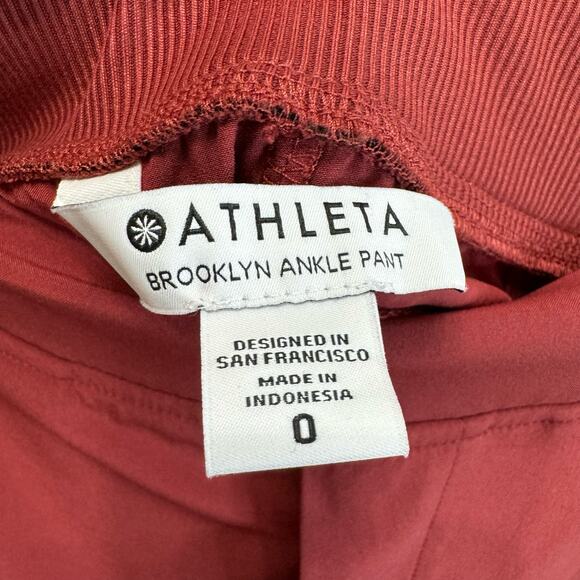 ATHLETA
BROOKLYN ANKLE PANT
DESIGNED IN
SAN FRANCISCO
MADE IN
INDONESIA
0